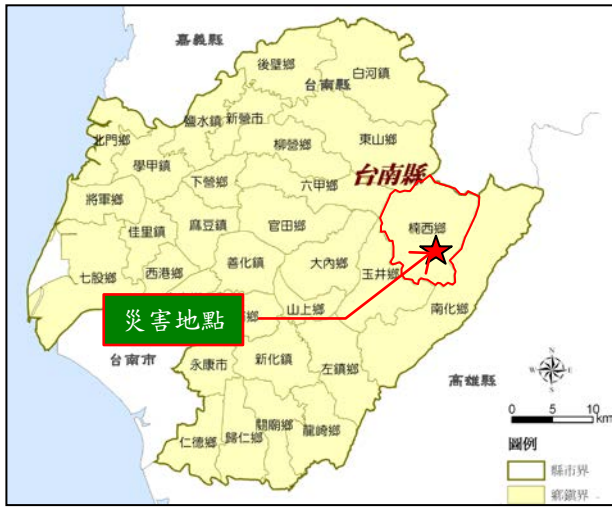 嘉義縣
後壁鄉
白河鎮
台南縣
鹽水鎮
新營市
北門鄉
柳營鄉
東山鄉
學甲鎮
下營鄉
六甲鄉
台南縣
將軍鄉
佳里鎮
麻豆鎮
官田鄉
楠西鄉
七股鄉
西港鄉
善化鎮
大內鄉
玉井鄉
災害地點
鄉
山上鄉
南化鄉
台南市
永康市
新化鎮
左鎮鄉
高雄縣
N
W
E
S
仁德鄉
歸仁鄉
關廟鄉
龍崎鄉
0 5 10
km
圖例
縣市界
鄉鎮界